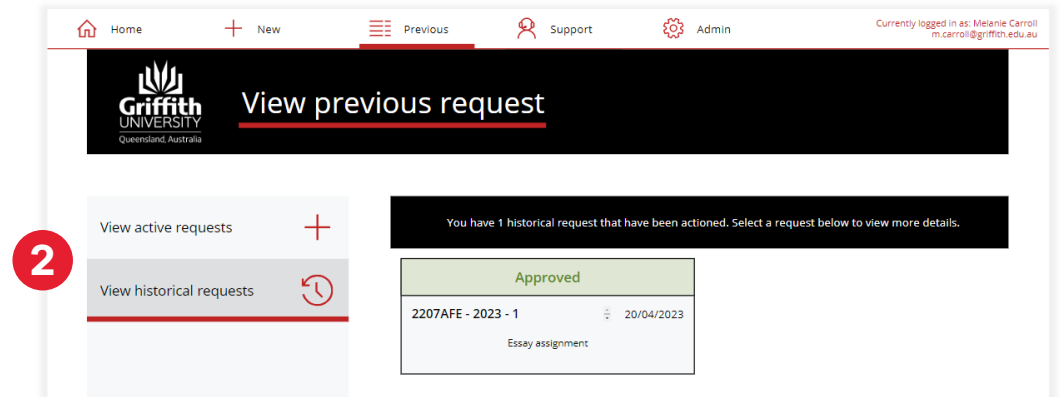 Home
New
Previous
Support
Admin
Currently logged in as: Melanie Carroll
m.carroll@griffith.edu.au
Griffith
UNIVERSITY
Queensland, Australia
View previous request
2
View active requests
View historical requests
You have 1 historical request that have been actioned. Select a request below to view more details.
Approved
2207AFE - 2023 - 1
20/04/2023
Essay assignment